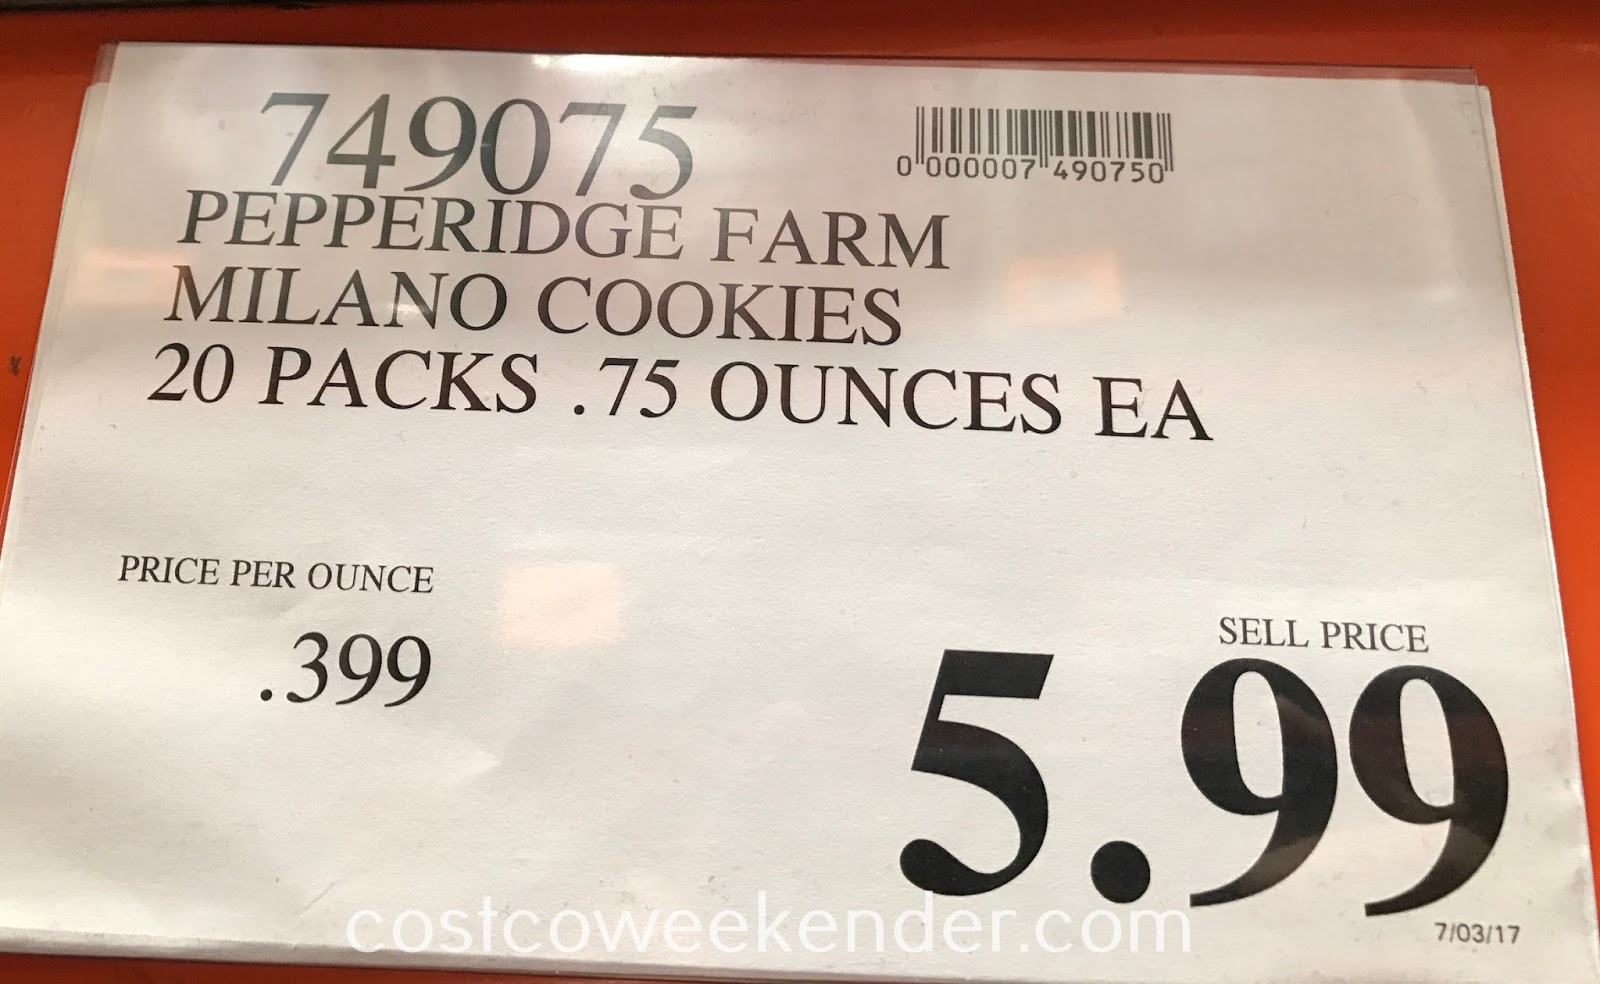 749075
0 000007 490750
PEPPERIDGE FARM
MILANO COOKIES
20 PACKS .75 OUNCES EA
PRICE PER OUNCE
.399
SELL PRICE
5.99
7/03/17
costcoweekender.com